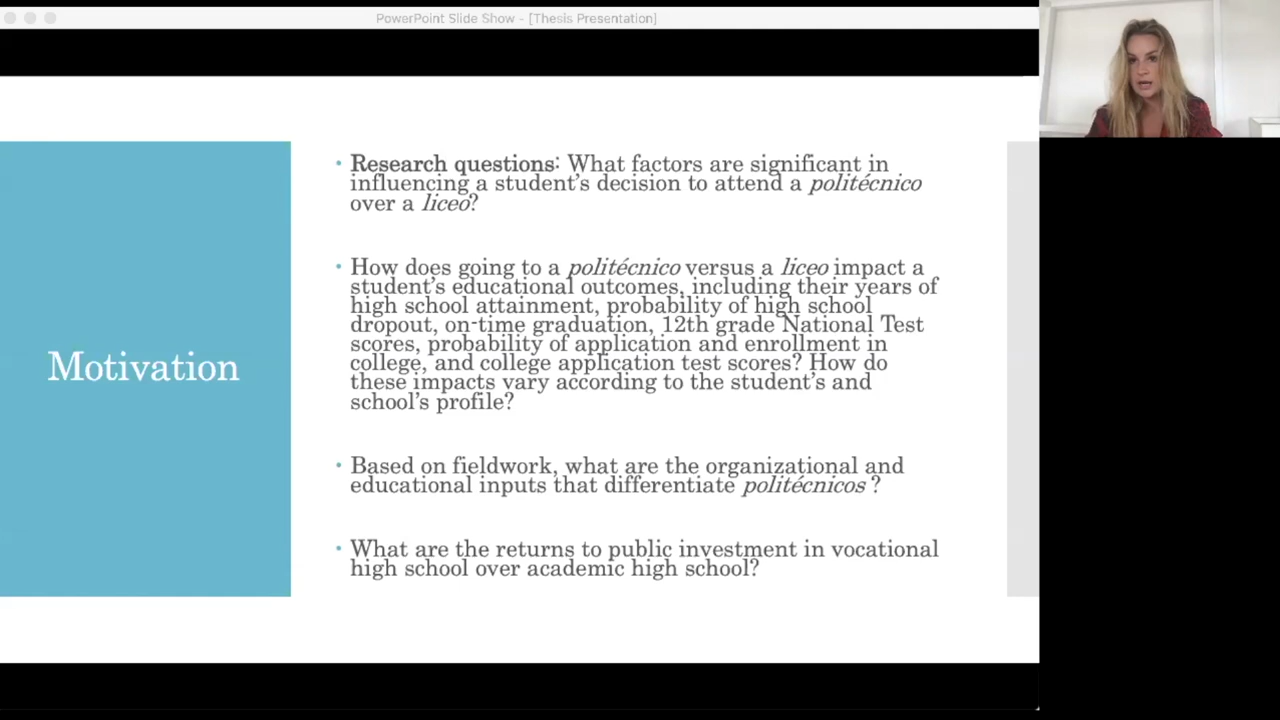 PowerPoint Slide Show - [Thesis Presentation]
Motivation
• Research questions: What factors are significant in
influencing a student's decision to attend a politécnico
over a liceo?
• How does going to a politécnico versus a liceo impact a
student's educational outcomes, including their years of
high school attainment, probability of high school
dropout, on-time graduation, 12th grade National Test
scores, probability of application and enrollment in
college, and college application test scores? How do
these impacts vary according to the student's and
school's profile?
• Based on fieldwork, what are the organizational and
educational inputs that differentiate politécnicos ?
• What are the returns to public investment in vocational
high school over academic high school?